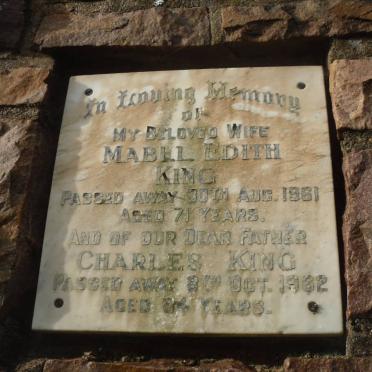 In Loving Memory
of
My Beloved Wife
Mabel Edith
King
Passed away 30th Aug. 1961
Aged 71 Years.
And of our Dear Father
Charles King
Passed away 8th Oct. 1962
Aged 84 Years.